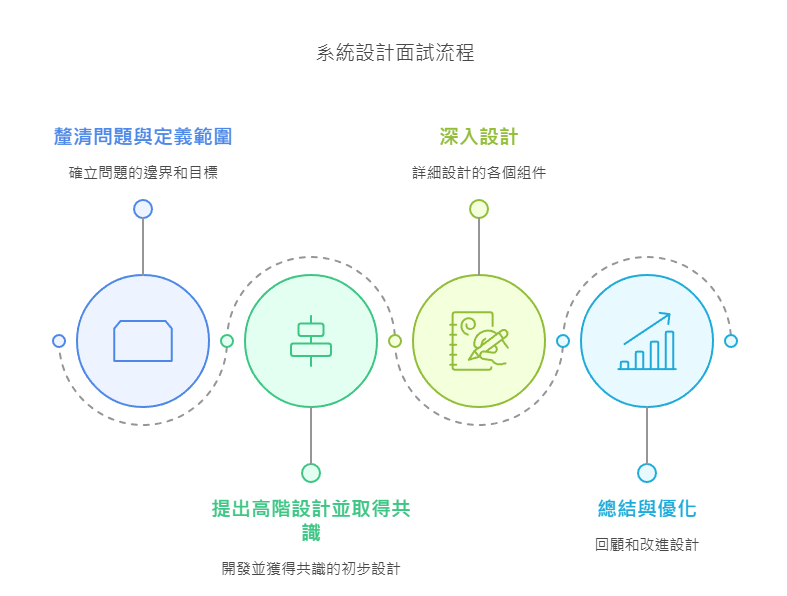 系統設計面試流程
釐清問題與定義範圍
確立問題的邊界和目標
提出高階設計並取得共
識
開發並獲得共識的初步設計
深入設計
詳細設計的各個組件
總結與優化
回顧和改進設計